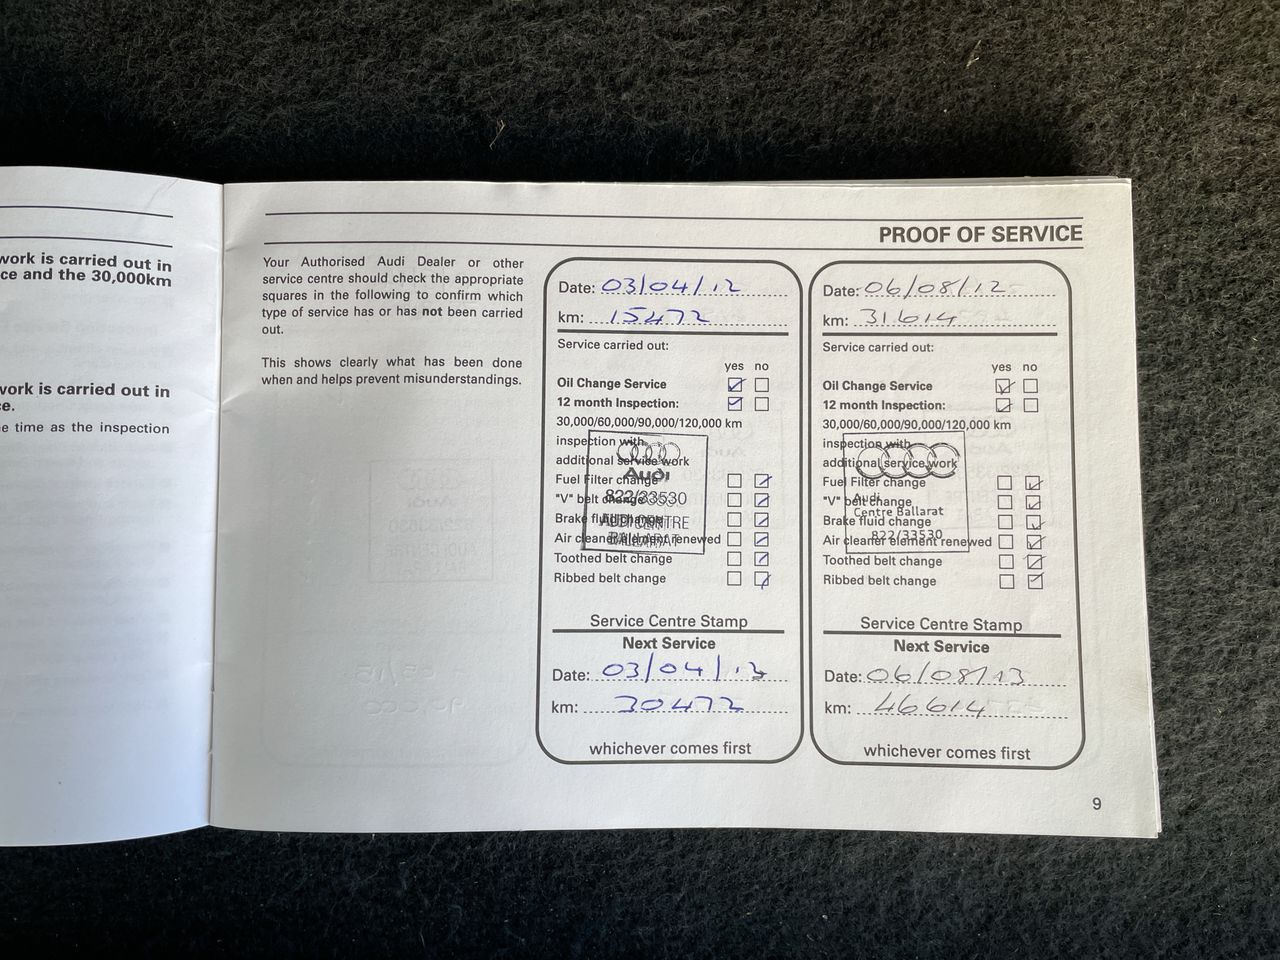 work is carried out in
ce and the 30,000km
work is carried out in
ce.
e time as the inspection
PROOF OF SERVICE
Your Authorised Audi Dealer or other
service centre should check the appropriate
squares in the following to confirm which
type of service has or has not been carried
out.
This shows clearly what has been done
when and helps prevent misunderstandings.
Date: 03/04/12
km: 15472
Service carried out:
yes no
Oil Change Service
12 month Inspection:
30,000/60,000/90,000/120,000 km
inspection with
additional service work
Fuel Filter change
"V" belt change
Brake fluid change
Air cleaner element renewed
Toothed belt change
Ribbed belt change
Audi
822/33530
AUDI CENTRE
BALLARAT
Service Centre Stamp
Next Service
Date: 03/04/13
km: 30472
whichever comes first
Date: 06/08/12
km: 31614
Service carried out:
yes no
Oil Change Service
12 month Inspection:
30,000/60,000/90,000/120,000 km
inspection with
additional service work
Fuel Filter change
"V" belt change
Brake fluid change
Air cleaner element renewed
Toothed belt change
Ribbed belt change
Audi
Centre Ballarat
822/33530
Service Centre Stamp
Next Service
Date: 06/08/13
km: 46614
whichever comes first
9